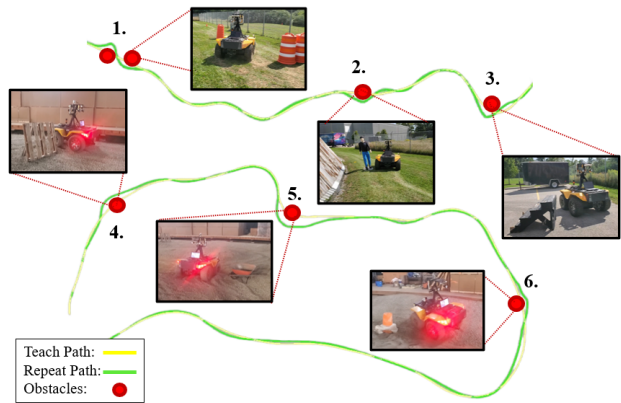 1.
2.
3.
4.
5.
6.
Teach Path:
Repeat Path:
Obstacles: